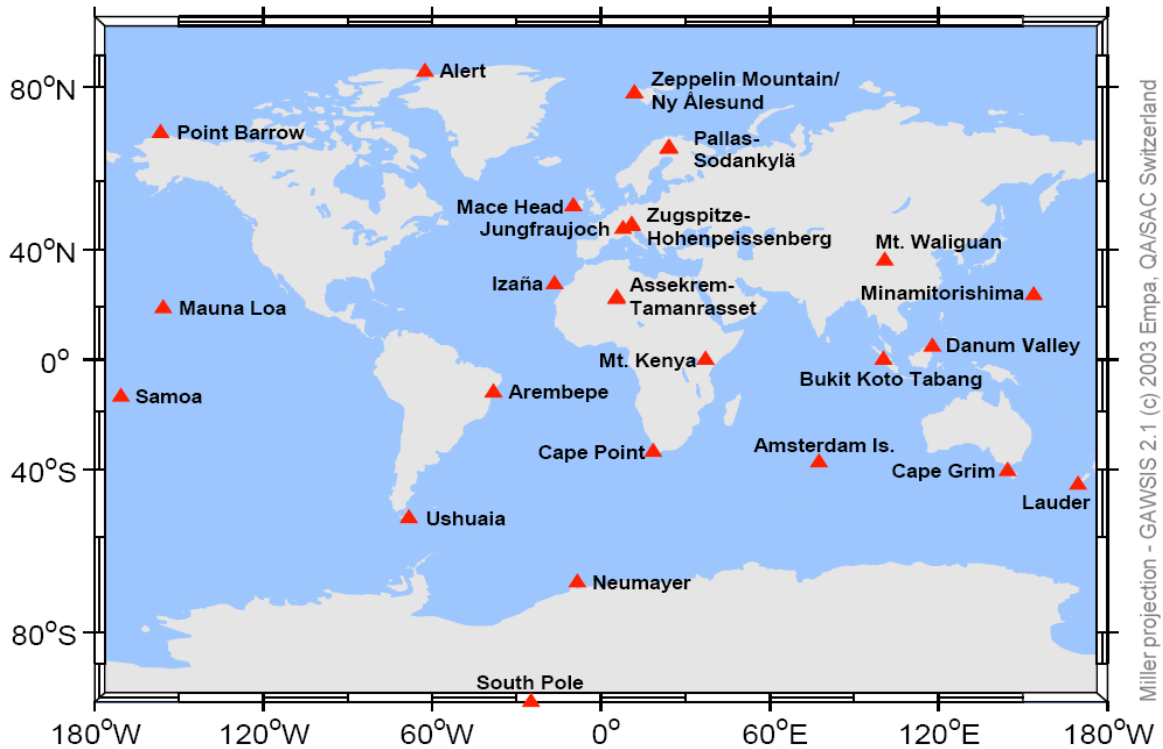 Alert
Zeppelin Mountain/
Ny Ålesund
80°N
Point Barrow
Pallas-
Sodankylä
Mace Head
Jungfraujoch
Zugspitze-
Hohenpeissenberg
Mt. Waliguan
40°N
Izaña
Assekrem-
Tamanrasset
Minamitorishima
Mauna Loa
Danum Valley
0°
Mt. Kenya
Bukit Koto Tabang
Samoa
Arembepe
Cape Point
Amsterdam Is.
Cape Grim
40°S
Lauder
Ushuaia
Neumayer
80°S
South Pole
180°W 120°W 60°W 0° 60°E 120°E 180°W
Miller projection - GAWSIS 2.1 (c) 2003 Empa, QA/SAC Switzerland